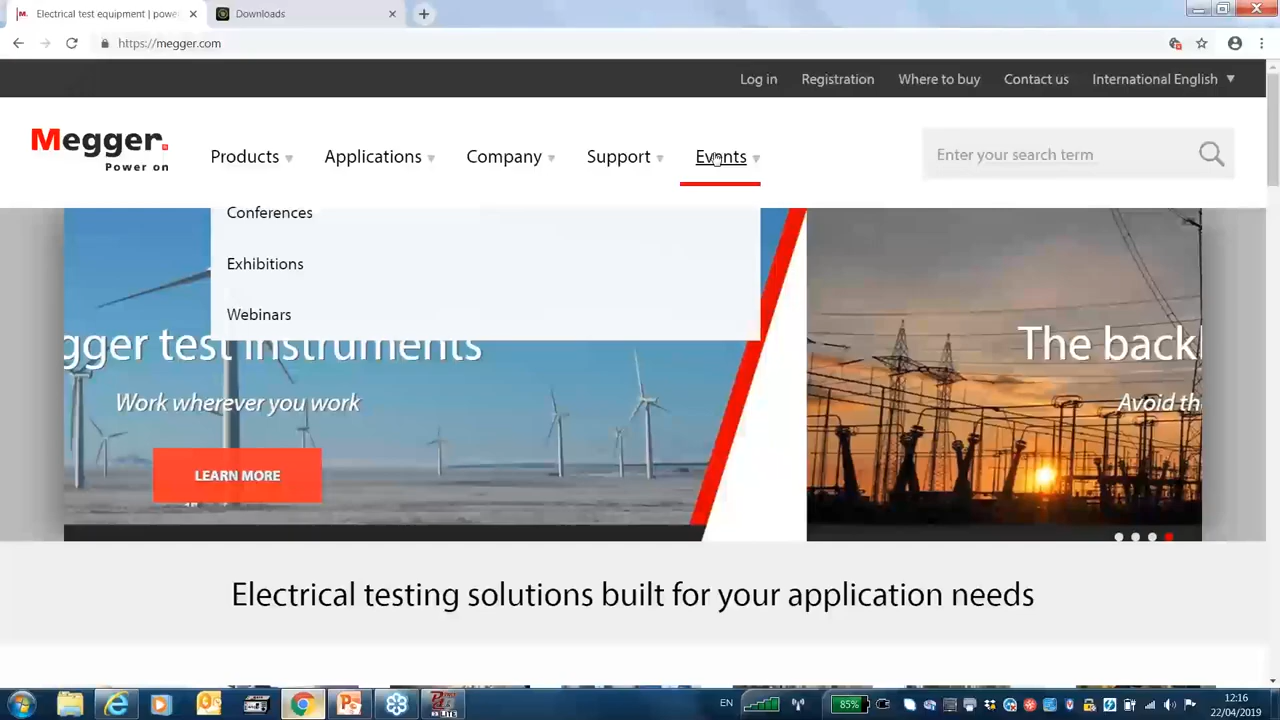 Electrical test equipment | powe
Downloads
https://megger.com
Log in
Registration
Where to buy
Contact us
International English
Megger.
Power on
Products
Applications
Company
Support
Events
Enter your search term
Conferences
Exhibitions
Webinars
gger test instruments
Work wherever you work
LEARN MORE
The back
Avoid th
Electrical testing solutions built for your application needs
EN
85%
12:16
22/04/2019